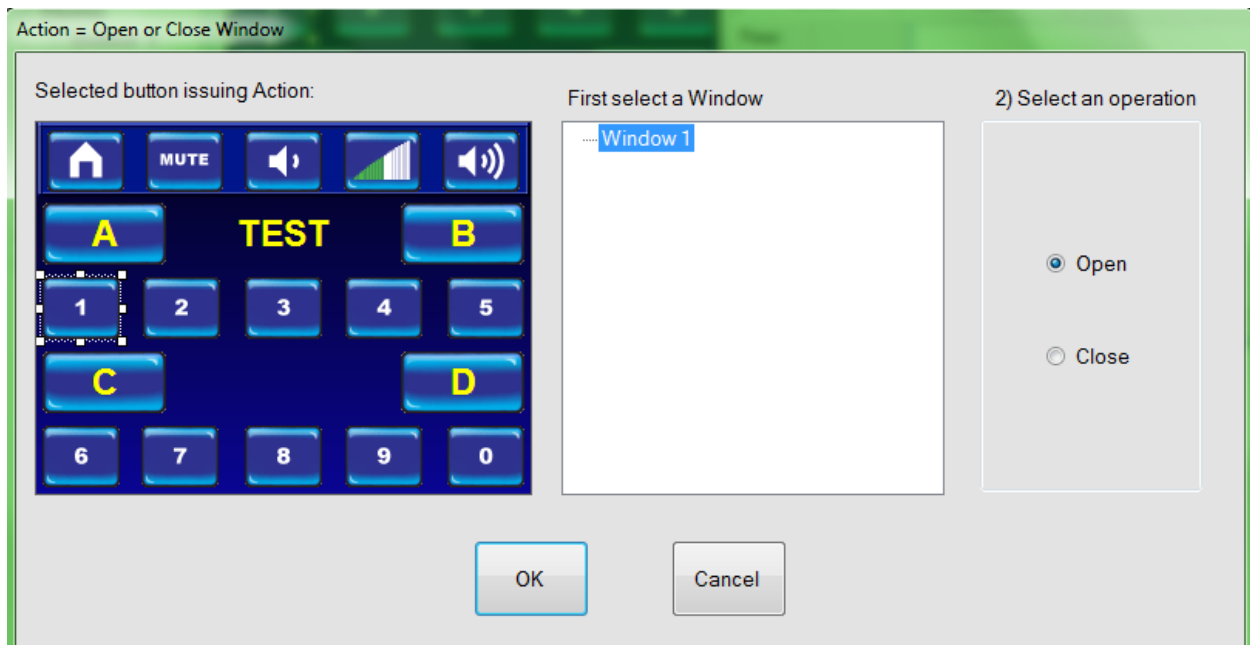 Action = Open or Close Window
Selected button issuing Action:
First select a Window
2) Select an operation
MUTE
Window 1
A TEST B
1 2 3 4 5
Open
C D
Close
6 7 8 9 0
OK
Cancel